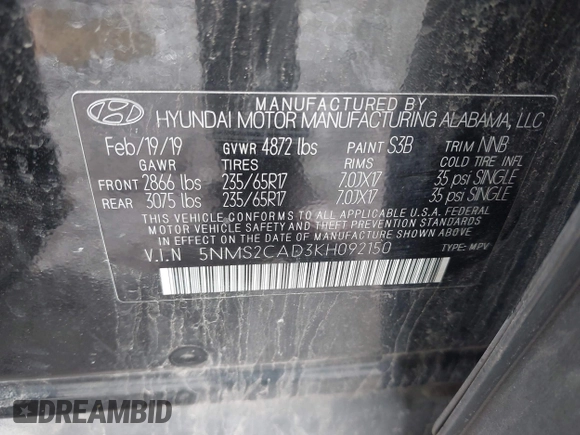 MANUFACTURED BY
HYUNDAI MOTOR MANUFACTURING ALABAMA, LLC
Feb/19/19 GVWR 4872 lbs PAINT S3B TRIM NNB
GAWR TIRES RIMS COLD TIRE INFL
FRONT 2866 lbs 235/65R17 7.0JX17 35 psi SINGLE
REAR 3075 lbs 235/65R17 7.0JX17 35 psi SINGLE
THIS VEHICLE CONFORMS TO ALL APPLICABLE U.S.A. FEDERAL
MOTOR VEHICLE SAFETY AND THEFT PREVENTION STANDARDS
IN EFFECT ON THE DATE OF MANUFACTURE SHOWN ABOVE
V.I.N 5NMS2CAD3KH092150 TYPE: MPV
DREAMBID